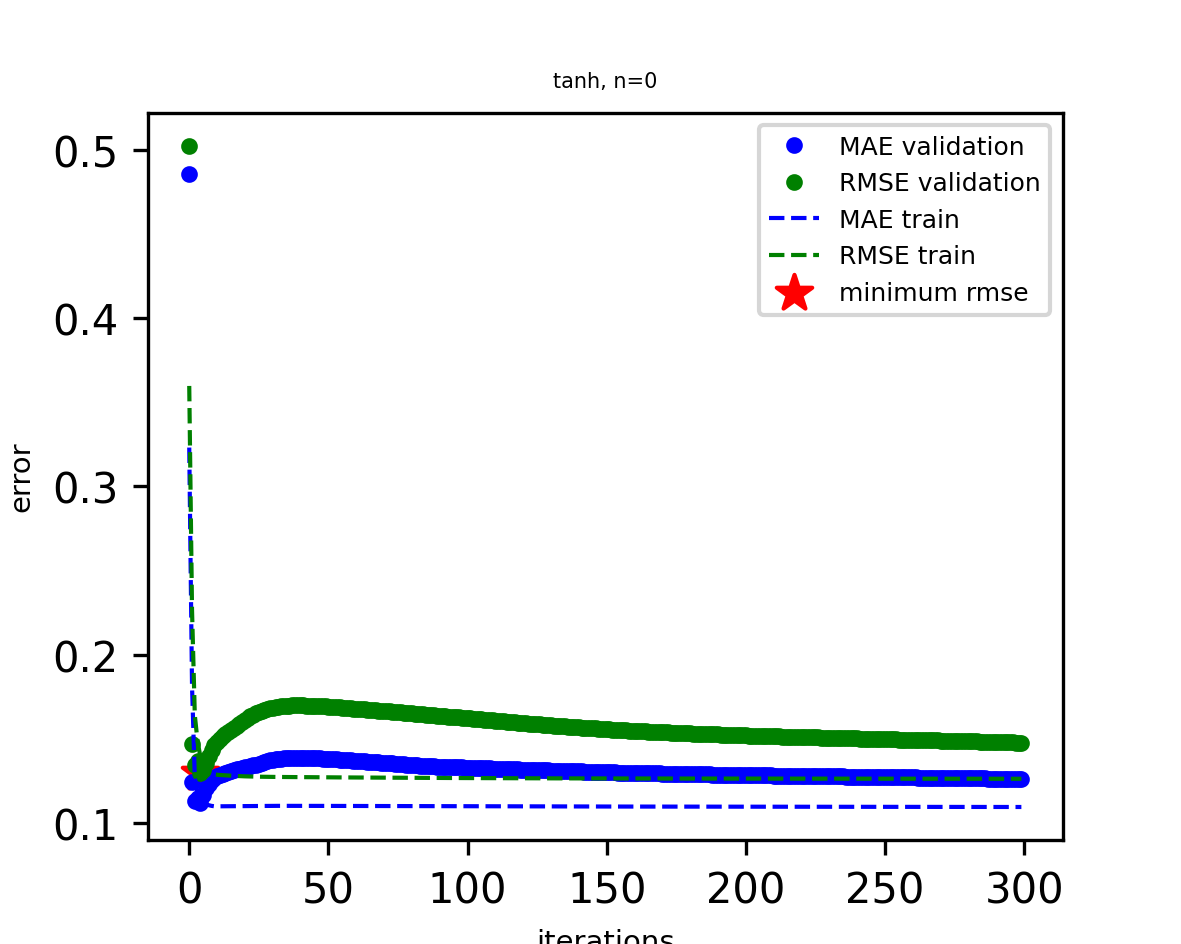 tanh, n=0
0.5
0.4
0.3
0.2
0.1
error
MAE validation
RMSE validation
MAE train
RMSE train
minimum rmse
0 50 100 150 200 250 300
iterations